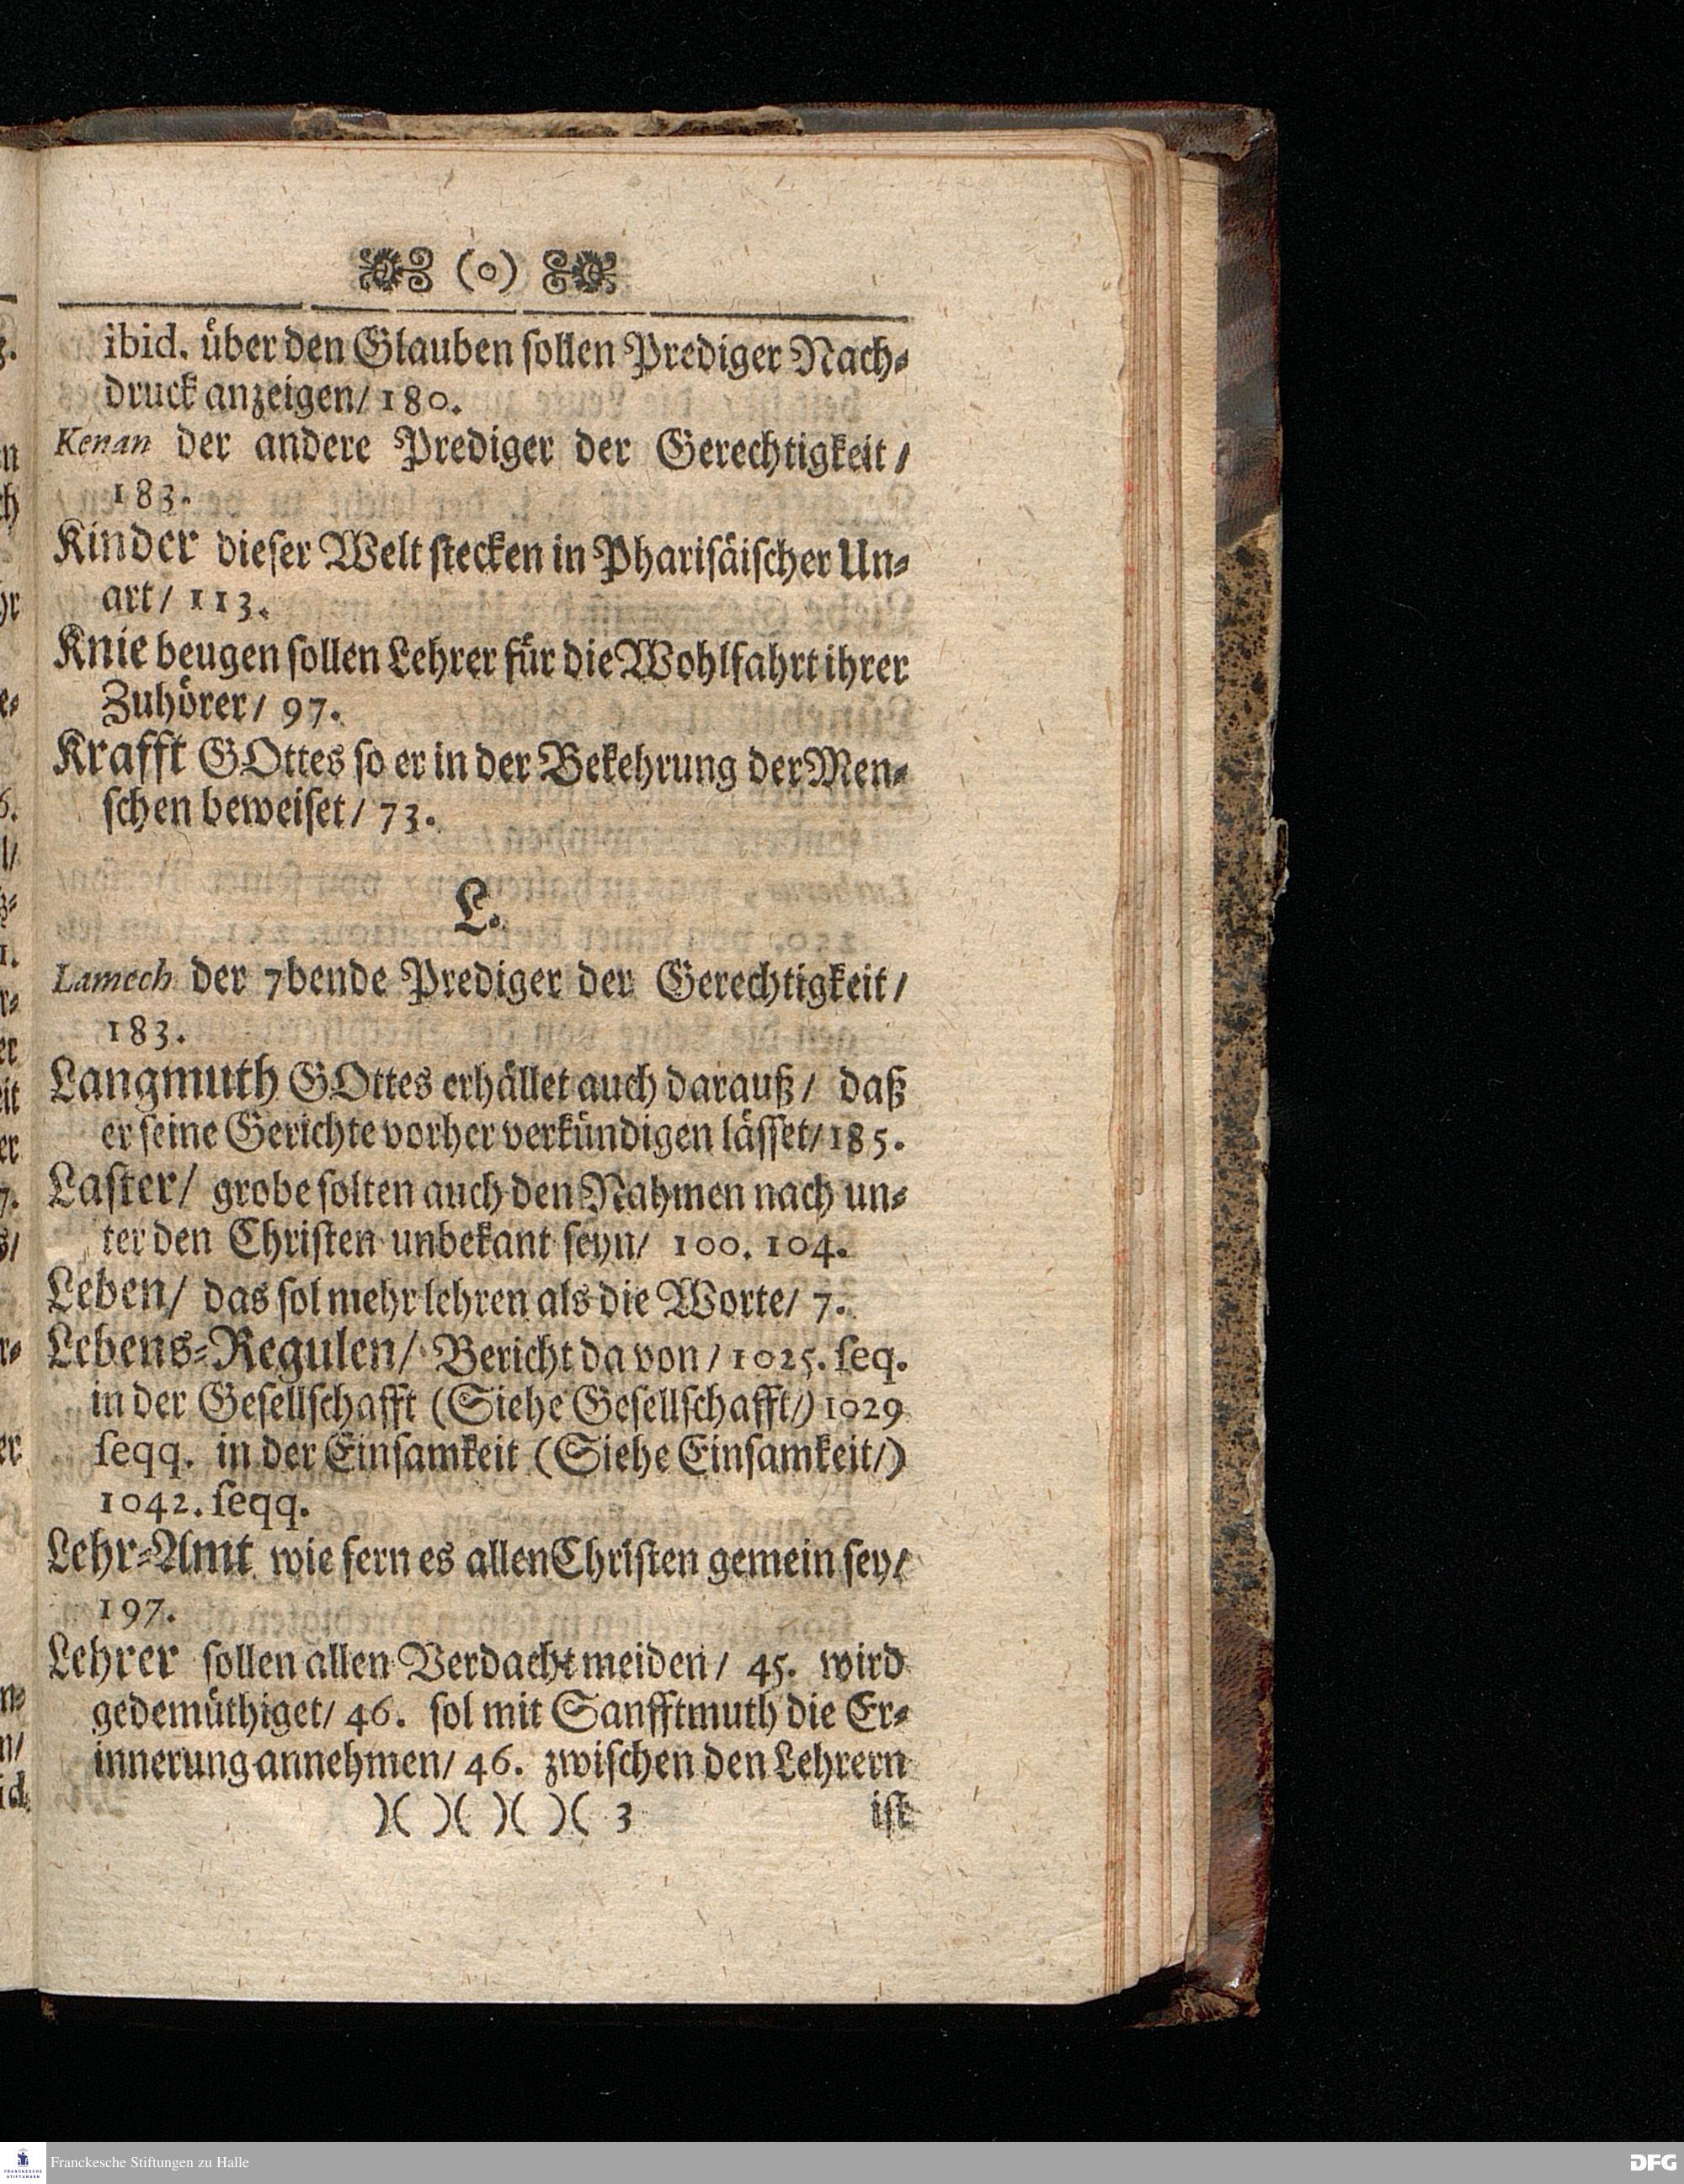 (o)
ibid. über den Glauben sollen Prediger Nach-
druck anzeigen/ 180.
Kenan der andere Prediger der Gerechtigkeit/
183.
Kinder dieser Welt stecken in Pharisäischer Un-
art/ 113.
Knie beugen sollen Lehrer für die Wohlfahrt ihrer
Zuhörer/ 97.
Krafft GOttes so er in der Bekehrung der Men-
schen beweiset/ 73.
L.
Lamech der 7bende Prediger der Gerechtigkeit/
183.
Langmuth GOttes erhället auch darauß/ daß
er seine Gerichte vorher verkündigen lässet/ 185.
Laster/ grobe solten auch den Nahmen nach un-
ter den Christen unbekant seyn/ 100. 104.
Leben/ das sol mehr lehren als die Worte/ 7.
Lebens-Regulen/ Bericht da von/ 1025. seq.
in der Gesellschafft (Siehe Gesellschafft/) 1029
seqq. in der Einsamkeit (Siehe Einsamkeit/)
1042. seqq.
Lehr-Amt wie fern es allen Christen gemein sey/
197.
Lehrer sollen allen Verdacht meiden/ 45. wird
gedemüthiget/ 46. sol mit Sanfftmuth die Er-
innerung annehmen/ 46. zwischen den Lehrern
)( )( )( )( 3 ist
Franckesche Stiftungen zu Halle
DFG